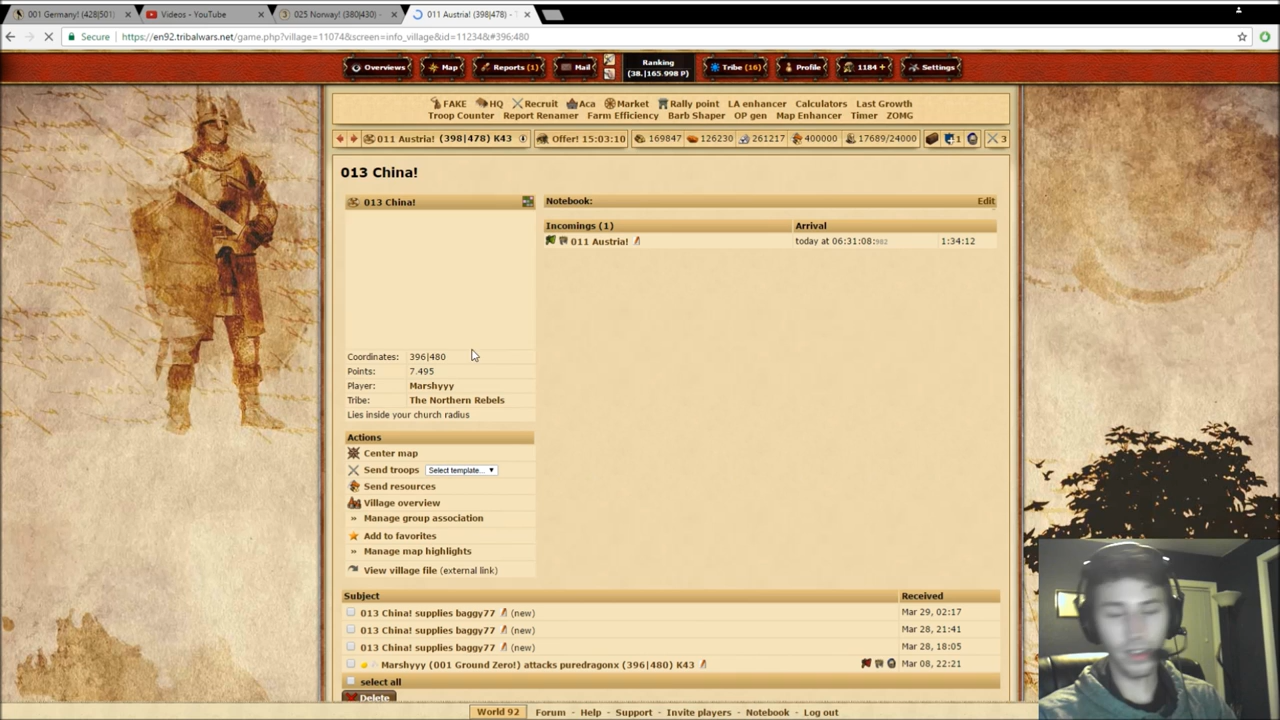 001 Germany! (428|501)
Videos - YouTube
025 Norway! (380|430) -
011 Austria! (398|478) - T
Secure
https://en92.tribalwars.net/game.php?village=11074&screen=info_village&id=11234&#396;480
Overviews
Map
Reports (1)
Mail
Ranking
(38.|165.998 P)
Tribe (16)
Profile
1184 +
Settings
FAKE HQ Recruit Aca Market Rally point LA enhancer Calculators Last Growth
Troop Counter Report Renamer Farm Efficiency Barb Shaper OP gen Map Enhancer Timer ZOMG
011 Austria! (398|478) K43 Offer! 15:03:10 169847 126230 261217 400000 17689/24000 1 3
013 China!
013 China!
Notebook: Edit
Incomings (1) Arrival
011 Austria! today at 06:31:08:982 1:34:12
Coordinates: 396|480
Points: 7.495
Player: Marshyyy
Tribe: The Northern Rebels
Lies inside your church radius
Actions
Center map
Send troops Select template...
Send resources
Village overview
» Manage group association
Add to favorites
» Manage map highlights
View village file (external link)
Subject Received
013 China! supplies baggy77 (new) Mar 29, 02:17
013 China! supplies baggy77 (new) Mar 28, 21:41
013 China! supplies baggy77 (new) Mar 28, 18:05
Marshyyy (001 Ground Zero!) attacks puredragonx (396|480) K43 Mar 08, 22:21
select all
Delete
World 92 Forum - Help - Support - Invite players - Notebook - Log out